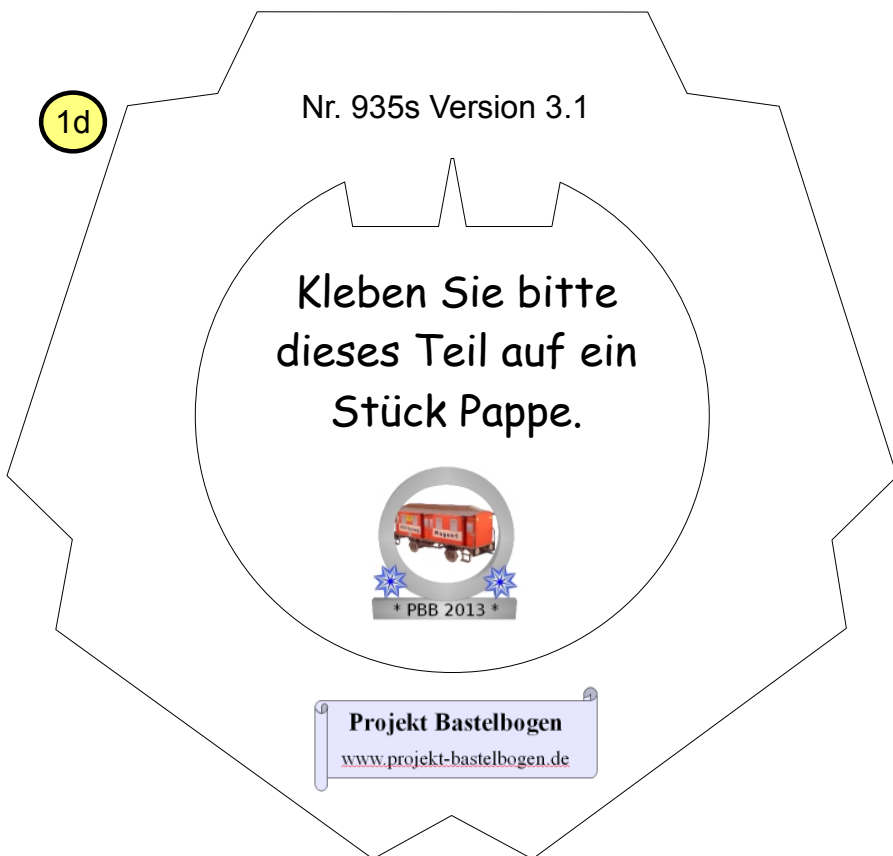 1d
Nr. 935s Version 3.1
Kleben Sie bitte
dieses Teil auf ein
Stück Pappe.
* PBB 2013 *
Projekt Bastelbogen
www.projekt-bastelbogen.de